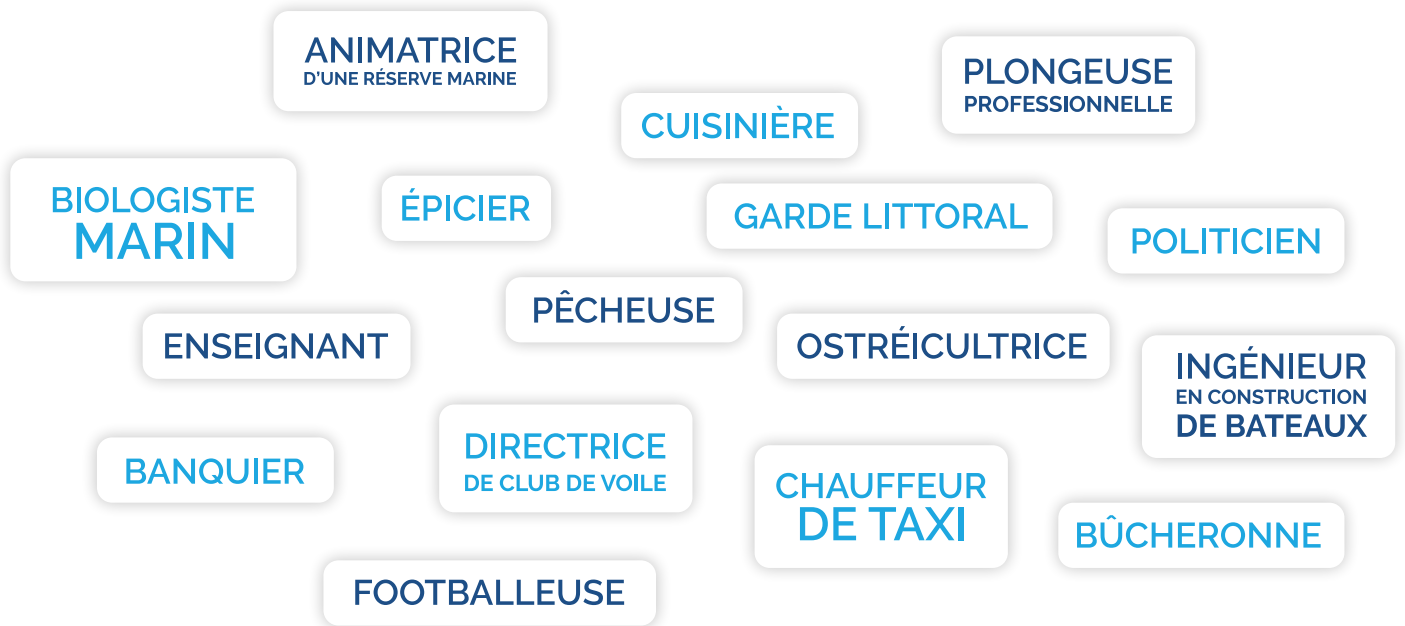 ANIMATRICE
D'UNE RÉSERVE MARINE
PLONGEUSE
PROFESSIONNELLE
CUISINIÈRE
BIOLOGISTE
MARIN
ÉPICIER
GARDE LITTORAL
POLITICIEN
PÊCHEUSE
ENSEIGNANT
OSTRÉICULTRICE
INGÉNIEUR
EN CONSTRUCTION
DE BATEAUX
BANQUIER
DIRECTRICE
DE CLUB DE VOILE
CHAUFFEUR
DE TAXI
BÛCHERONNE
FOOTBALLEUSE